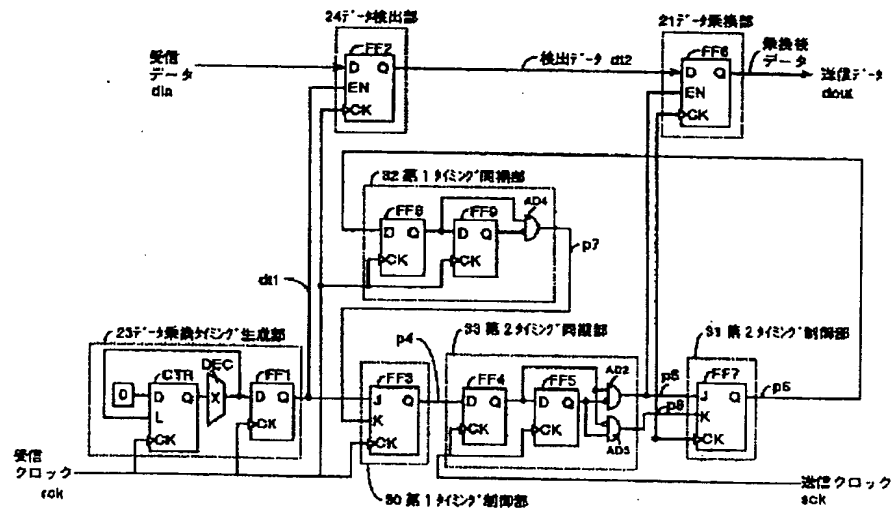 24データ検出部
21データ乗換部
受信
データ
dia
FF2
D Q
EN
CK
検出データ dt2
FF6
D Q
EN
CK
乗換後
データ
送信データ
dout
S2 第1タイミング同期部
FF8
D Q
CK
FF9
D Q
CK
AD4
p7
dt1
23データ乗換タイミング生成部
CTR
0
D Q
L
CK
DEC
X
FF1
D Q
CK
p4
FF3
J Q
K
CK
S3 第2タイミング同期部
FF4
D Q
CK
FF5
D Q
CK
AD2
AD3
p5
p8
S1 第2タイミング制御部
FF7
J Q
K
CK
p6
受信
クロック
rck
S0 第1タイミング制御部
送信クロック
sck